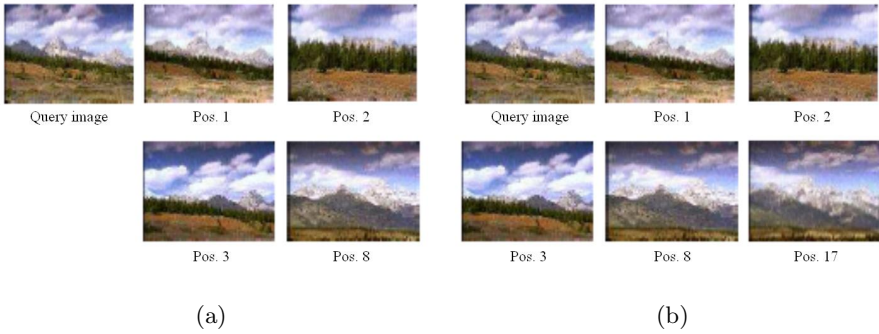 Query image Pos. 1 Pos. 2 Query image Pos. 1 Pos. 2
Pos. 3 Pos. 8 Pos. 3 Pos. 8 Pos. 17
(a) (b)